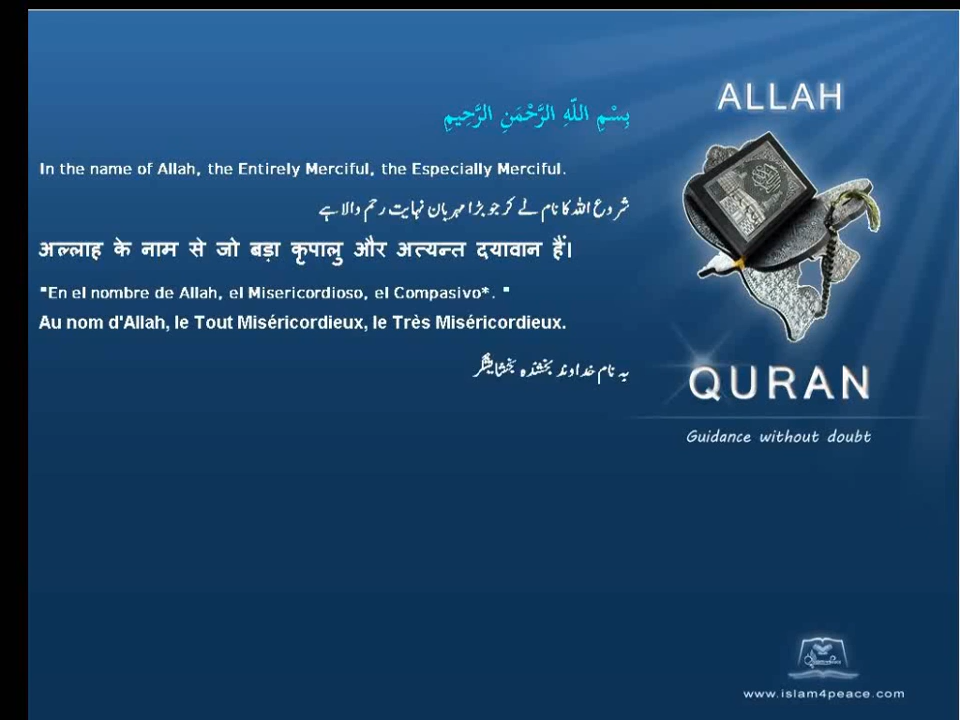 بِسْمِ اللَّهِ الرَّحْمَنِ الرَّحِيمِ
In the name of Allah, the Entirely Merciful, the Especially Merciful.
شروع الله کا نام لے کر جو بڑا مہربان نہایت رحم والا ہے
अल्लाह के नाम से जो बड़ा कृपालु और अत्यन्त दयावान हैं।
"En el nombre de Allah, el Misericordioso, el Compasivo*. "
Au nom d'Allah, le Tout Miséricordieux, le Très Miséricordieux.
به نام خداوند بخشنده بخشایشگر
ALLAH
QURAN
Guidance without doubt
www.islam4peace.com